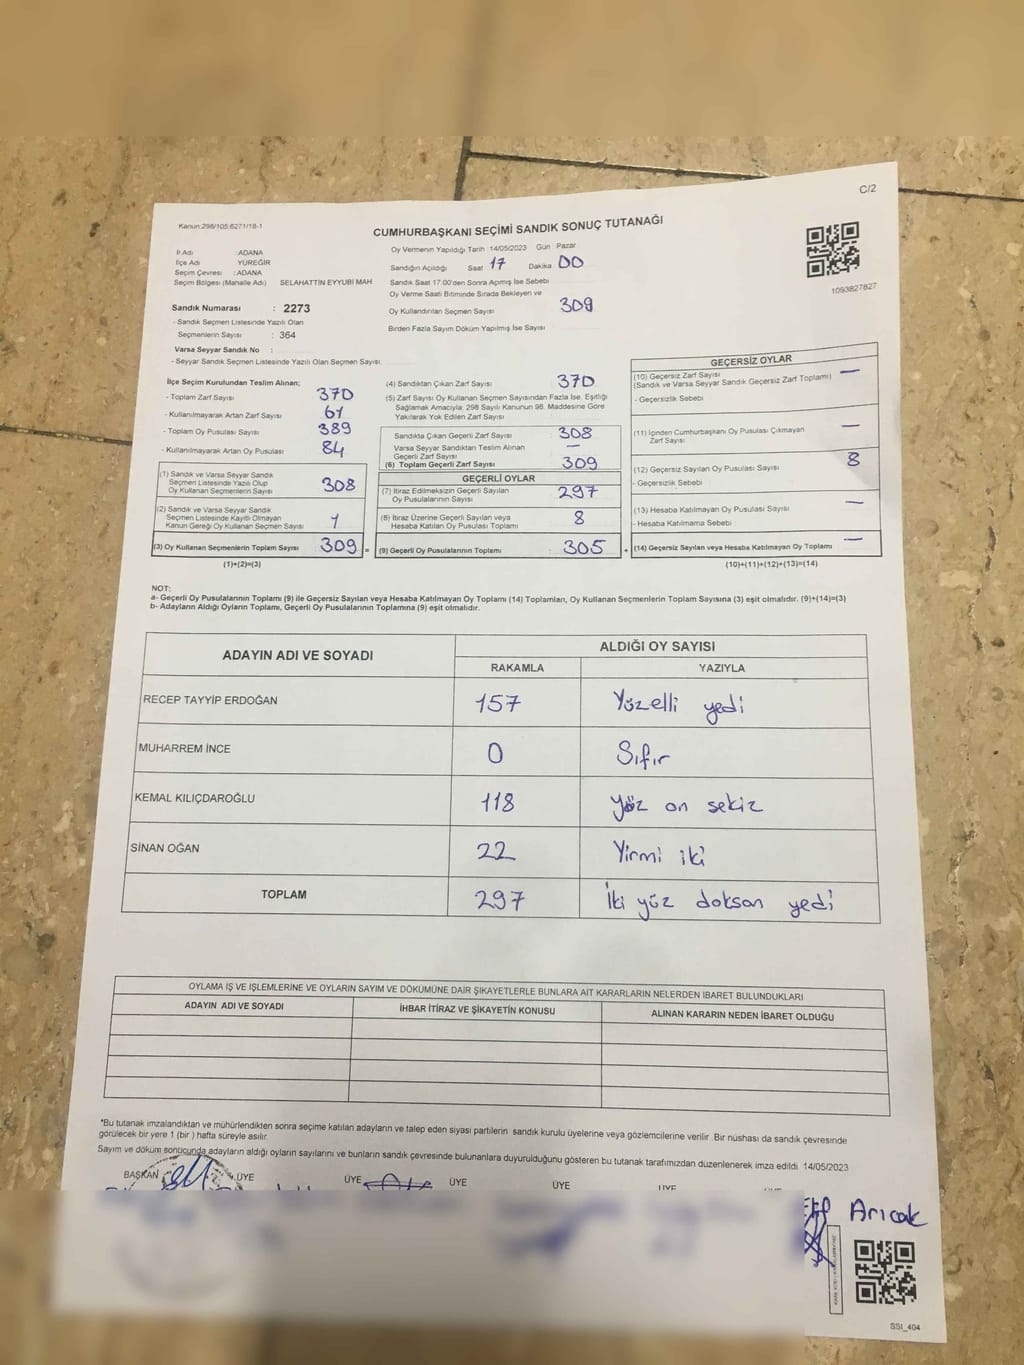 C/2
Kanun:298/105;6271/18-1
CUMHURBAŞKANI SEÇİMİ SANDIK SONUÇ TUTANAĞI
İl Adı : ADANA
İlçe Adı YÜREĞİR
Seçim Çevresi : ADANA
Seçim Bölgesi (Mahalle Adı) SELAHATTİN EYYUBİ MAH
Oy Vermenin Yapıldığı Tarih :14/05/2023 Gün Pazar
Sandığın Açıldığı Saat 17 Dakika 00
Sandık Saat 17:00'den Sonra Açımış İse Sebebi
Oy Verme Saati Bitiminde Sırada Bekleyen ve
Oy Kullandırılan Seçmen Sayısı 309
Birden Fazla Sayım Döküm Yapılmış İse Sayısı
1093827827
Sandık Numarası : 2273
- Sandık Seçmen Listesinde Yazılı Olan
Seçmenlerin Sayısı : 364
Varsa Seyyar Sandık No :
- Seyyar Sandık Seçmen Listesinde Yazılı Olan Seçmen Sayısı
İlçe Seçim Kurulundan Teslim Alınan;
- Toplam Zarf Sayısı 370
- Kullanılmayarak Artan Zarf Sayısı 61
- Toplam Oy Pusulası Sayısı 389
- Kullanılmayarak Artan Oy Pusulası 84
(1) Sandık ve Varsa Seyyar Sandık
Seçmen Listesinde Yazılı Olup
Oy Kullanan Seçmenlerin Sayısı 308
(2) Sandık ve Varsa Seyyar Sandık
Seçmen Listesinde Kayıtlı Olmayan
Kanun Gereği Oy Kullanan Seçmen Sayısı 1
(3) Oy Kullanan Seçmenlerin Toplam Sayısı 309 =
(1)+(2)=(3)
(4) Sandıktan Çıkan Zarf Sayısı 370
(5) Zarf Sayısı Oy Kullanan Seçmen Sayısından Fazla İse, Eşitliği
Sağlamak Amacıyla; 298 Sayılı Kanunun 98. Maddesine Göre
Yakılarak Yok Edilen Zarf Sayısı
Sandıkta Çıkan Geçerli Zarf Sayısı 308
Varsa Seyyar Sandıktan Teslim Alınan
Geçerli Zarf Sayısı —
(6) Toplam Geçerli Zarf Sayısı 309
GEÇERLİ OYLAR
(7) İtiraz Edilmeksizin Geçerli Sayılan
Oy Pusulalarının Sayısı 297
(8) İtiraz Üzerine Geçerli Sayılan veya
Hesaba Katılan Oy Pusulası Toplamı 8
(9) Geçerli Oy Pusulalarının Toplamı 305 +
GEÇERSİZ OYLAR
(10) Geçersiz Zarf Sayısı —
(Sandık ve Varsa Seyyar Sandık Geçersiz Zarf Toplamı)
- Geçersizlik Sebebi
(11) İçinden Cumhurbaşkanı Oy Pusulası Çıkmayan —
Zarf Sayısı
(12) Geçersiz Sayılan Oy Pusulası Sayısı 8
- Geçersizlik Sebebi
(13) Hesaba Katılmayan Oy Pusulası Sayısı —
- Hesaba Katılmama Sebebi
(14) Geçersiz Sayılan veya Hesaba Katılmayan Oy Toplamı —
(10)+(11)+(12)+(13)=(14)
NOT:
a- Geçerli Oy Pusulalarının Toplamı (9) ile Geçersiz Sayılan veya Hesaba Katılmayan Oy Toplamı (14) Toplamları, Oy Kullanan Seçmenlerin Toplam Sayısına (3) eşit olmalıdır. (9)+(14)=(3)
b- Adayların Aldığı Oyların Toplamı, Geçerli Oy Pusulalarının Toplamına (9) eşit olmalıdır.
ADAYIN ADI VE SOYADI ALDIĞI OY SAYISI
RAKAMLA YAZIYLA
RECEP TAYYİP ERDOĞAN 157 Yüzelli yedi
MUHARREM İNCE 0 Sıfır
KEMAL KILIÇDAROĞLU 118 yüz on sekiz
SİNAN OĞAN 22 Yirmi iki
TOPLAM 297 İki yüz doksan yedi
OYLAMA İŞ VE İŞLEMLERİNE VE OYLARIN SAYIM VE DÖKÜMÜNE DAİR ŞİKAYETLERLE BUNLARA AİT KARARLARIN NELERDEN İBARET BULUNDUKLARI
ADAYIN ADI VE SOYADI İHBAR İTİRAZ VE ŞİKAYETİN KONUSU ALINAN KARARIN NEDEN İBARET OLDUĞU
*Bu tutanak imzalandıktan ve mühürlendikten sonra seçime katılan adayların ve talep eden siyası partilerin sandık kurulu üyelerine veya gözlemcilerine verilir. Bir nüshası da sandık çevresinde
görülecek bir yere 1 (bir ) hafta süreyle asılır.
Sayım ve döküm sonucunda adayların aldığı oyların sayılarını ve bunların sandık çevresinde bulunanlara duyurulduğunu gösteren bu tutanak tarafımızdan düzenlenerek imza edildi. 14/05/2023
BAŞKAN ÜYE ÜYE ÜYE ÜYE ÜYE
Arıcak
SSI_404